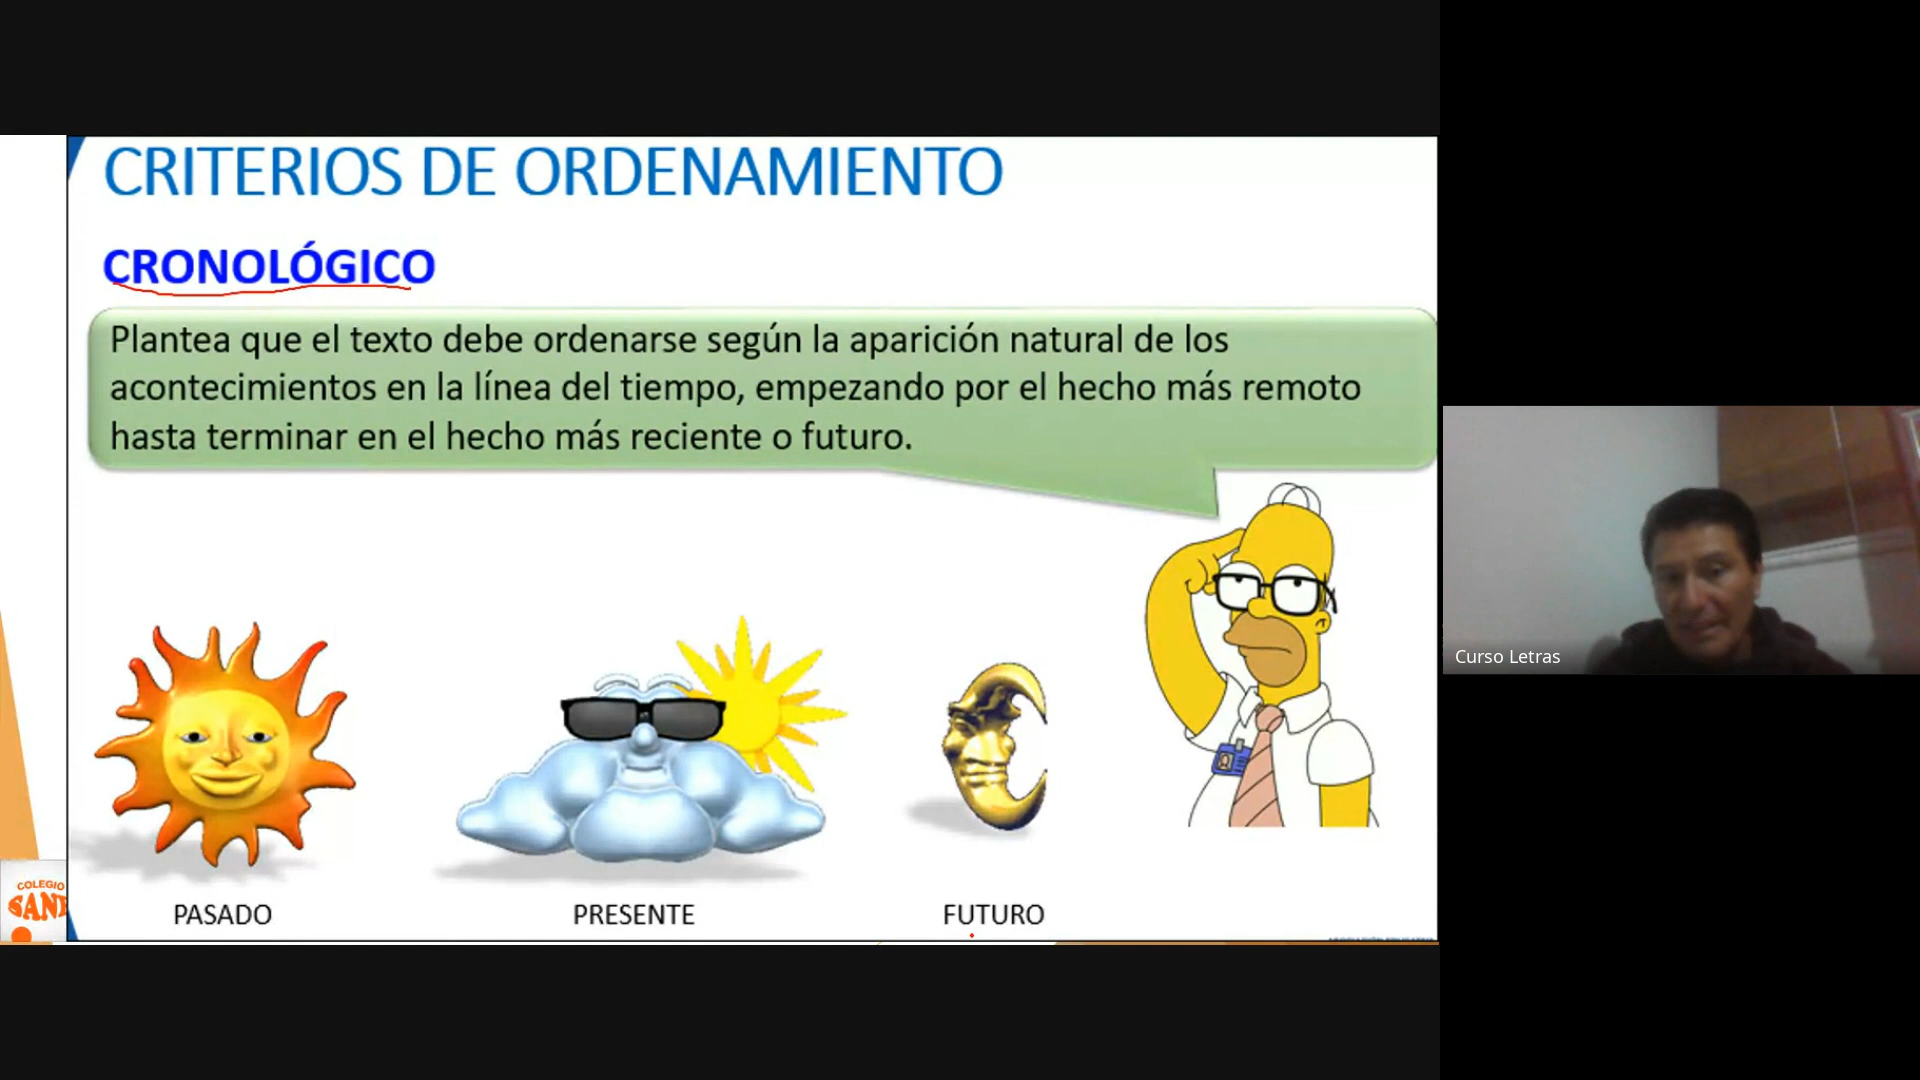 CRITERIOS DE ORDENAMIENTO
CRONOLÓGICO
Plantea que el texto debe ordenarse según la aparición natural de los
acontecimientos en la línea del tiempo, empezando por el hecho más remoto
hasta terminar en el hecho más reciente o futuro.
PASADO
PRESENTE
FUTURO
COLEGIO
Curso Letras